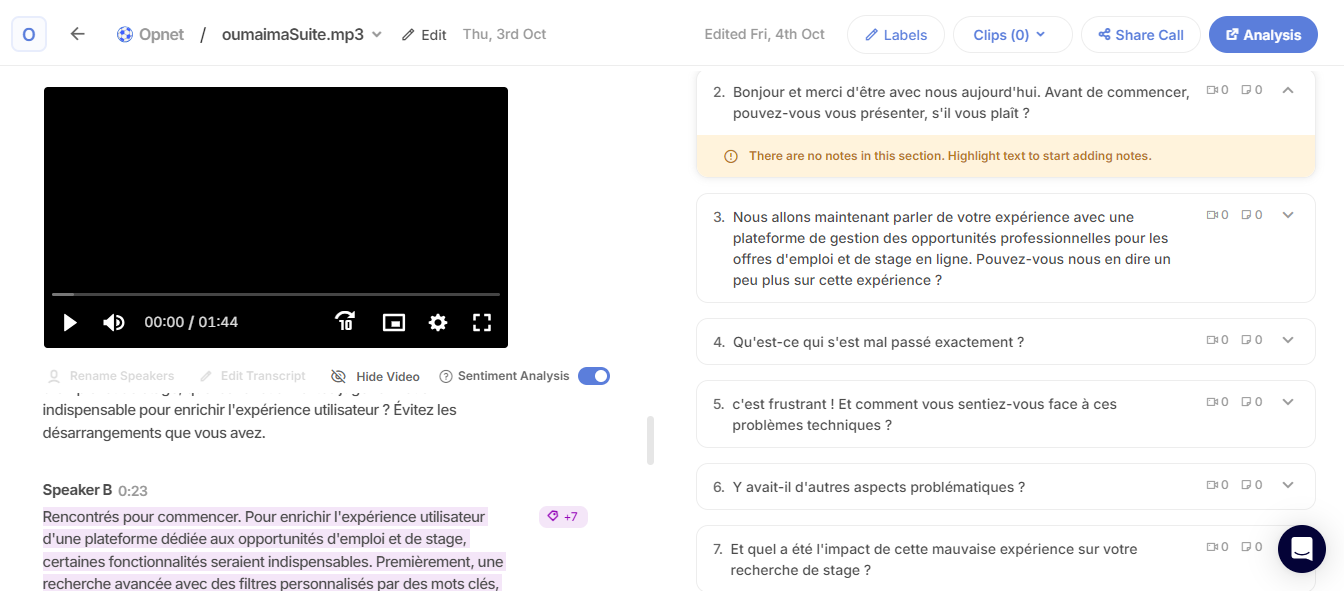 O
Opnet / oumaimaSuite.mp3
Edit
Thu, 3rd Oct
Edited Fri, 4th Oct
Labels
Clips (0)
Share Call
Analysis
00:00 / 01:44
10
Rename Speakers
Edit Transcript
Hide Video
Sentiment Analysis
indispensable pour enrichir l'expérience utilisateur ? Évitez les
désarrangements que vous avez.
Speaker B 0:23
Rencontrés pour commencer. Pour enrichir l'expérience utilisateur
d'une plateforme dédiée aux opportunités d'emploi et de stage,
certaines fonctionnalités seraient indispensables. Premièrement, une
recherche avancée avec des filtres personnalisés par des mots clés,
+7
2. Bonjour et merci d'être avec nous aujourd'hui. Avant de commencer,
pouvez-vous vous présenter, s'il vous plaît ?
0 0
There are no notes in this section. Highlight text to start adding notes.
3. Nous allons maintenant parler de votre expérience avec une
plateforme de gestion des opportunités professionnelles pour les
offres d'emploi et de stage en ligne. Pouvez-vous nous en dire un
peu plus sur cette expérience ?
0 0
4. Qu'est-ce qui s'est mal passé exactement ?
0 0
5. c'est frustrant ! Et comment vous sentiez-vous face à ces
problèmes techniques ?
0 0
6. Y avait-il d'autres aspects problématiques ?
0 0
7. Et quel a été l'impact de cette mauvaise expérience sur votre
recherche de stage ?
0 0